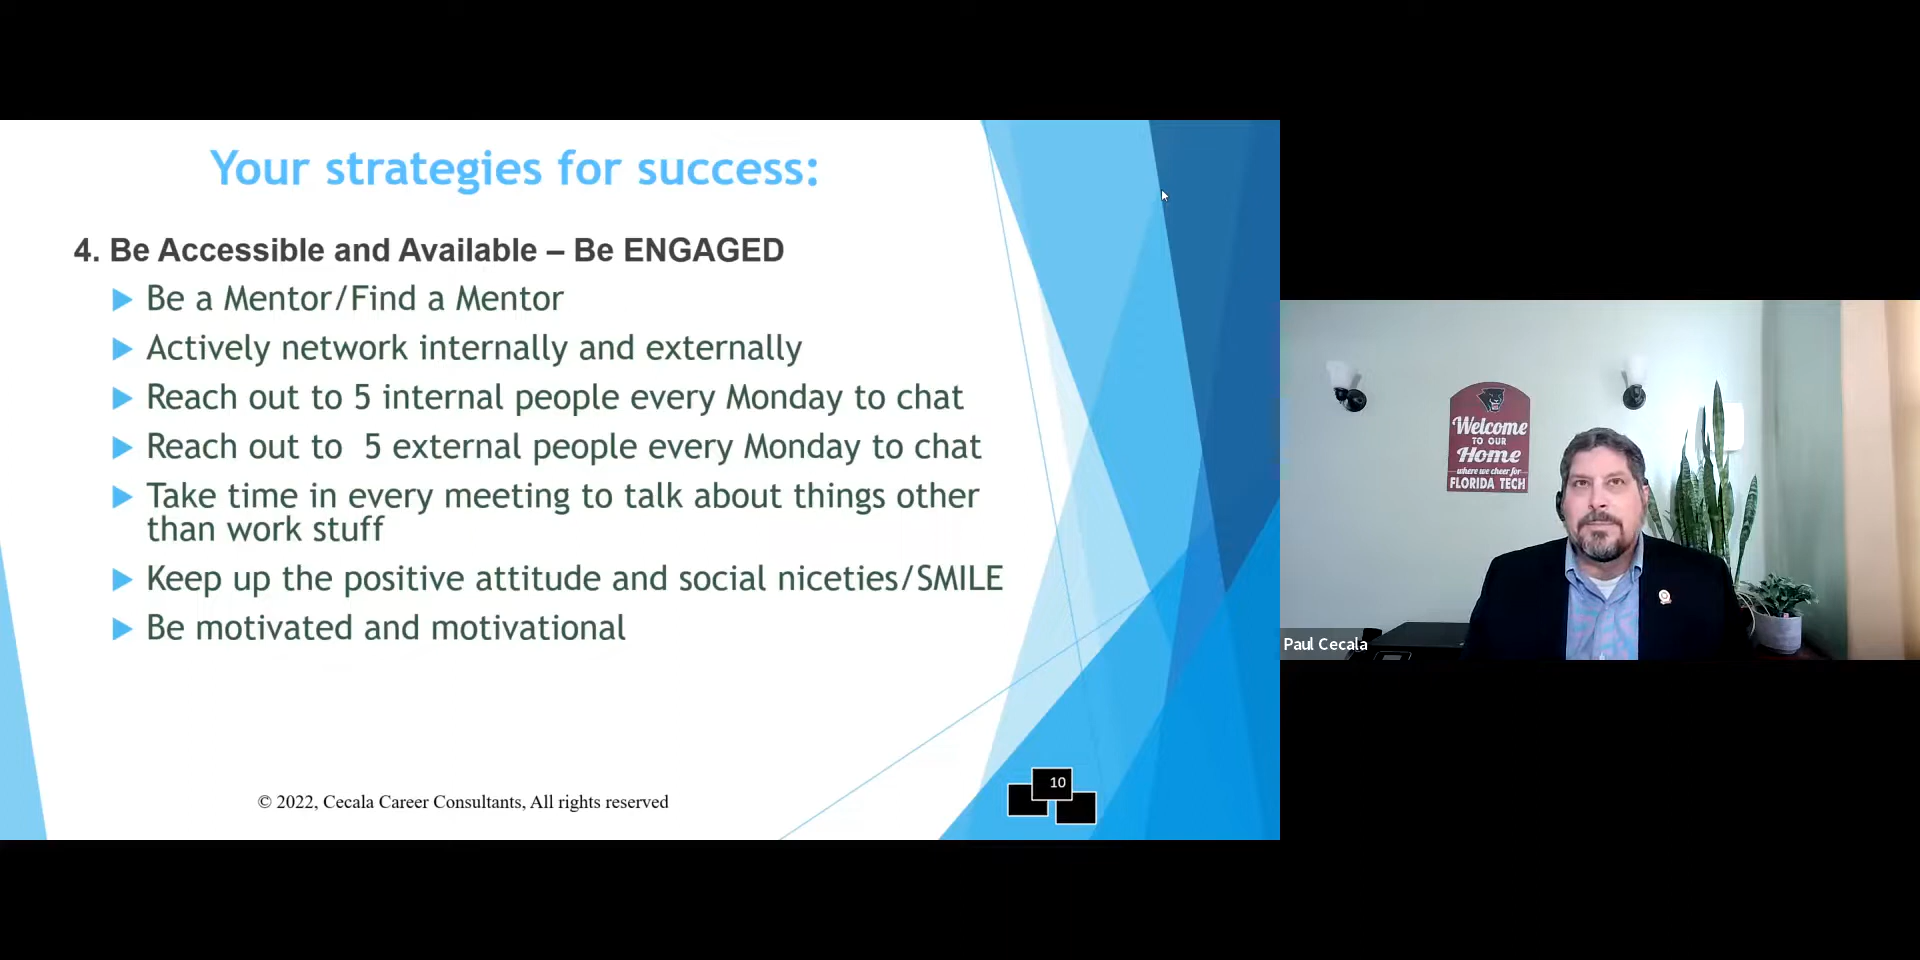 Your strategies for success:
4. Be Accessible and Available – Be ENGAGED
Be a Mentor/Find a Mentor
Actively network internally and externally
Reach out to 5 internal people every Monday to chat
Reach out to  5 external people every Monday to chat
Take time in every meeting to talk about things other
than work stuff
Keep up the positive attitude and social niceties/SMILE
Be motivated and motivational
© 2022, Cecala Career Consultants, All rights reserved
10
Welcome
TO OUR
Home
where we cheer for
FLORIDA TECH
Paul Cecala